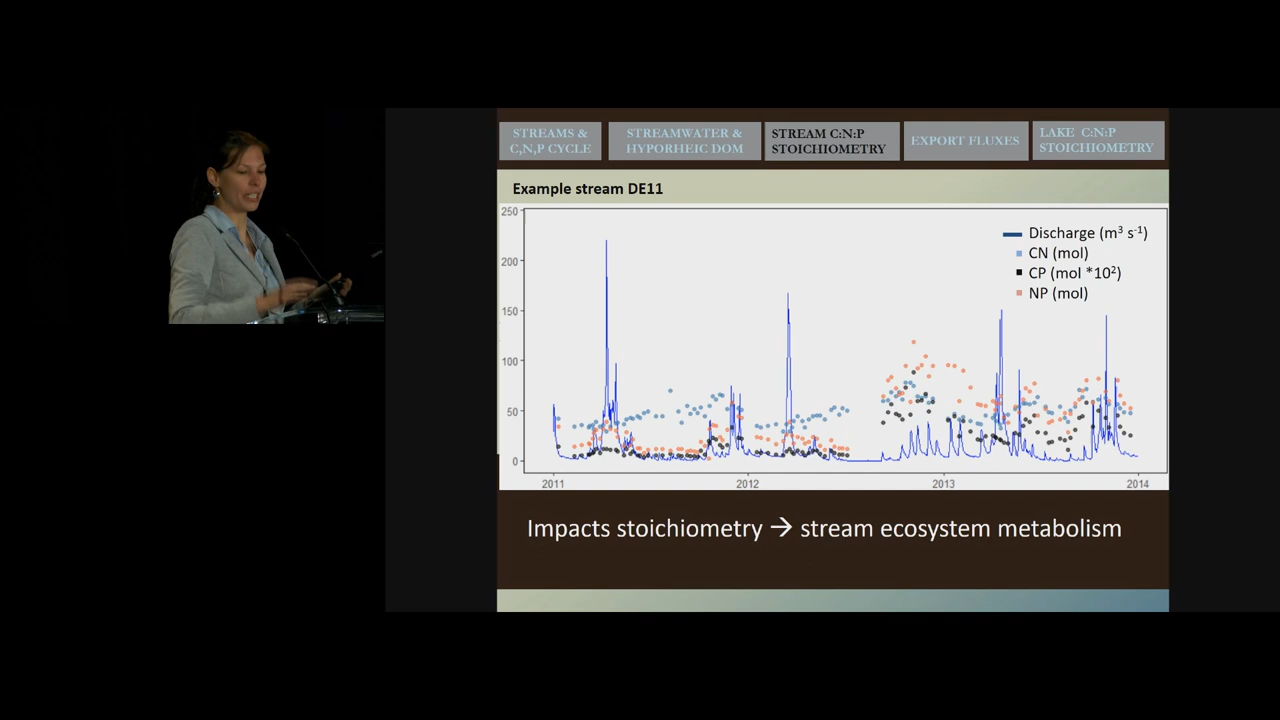 STREAMS &
C,N,P CYCLE
STREAMWATER &
HYPORHEIC DOM
STREAM C:N:P
STOICHIOMETRY
EXPORT FLUXES
LAKE C:N:P
STOICHIOMETRY
Example stream DE11
250
200
150
100
50
0
Discharge (m³ s⁻¹)
CN (mol)
CP (mol *10²)
NP (mol)
2011 2012 2013 2014
Impacts stoichiometry → stream ecosystem metabolism